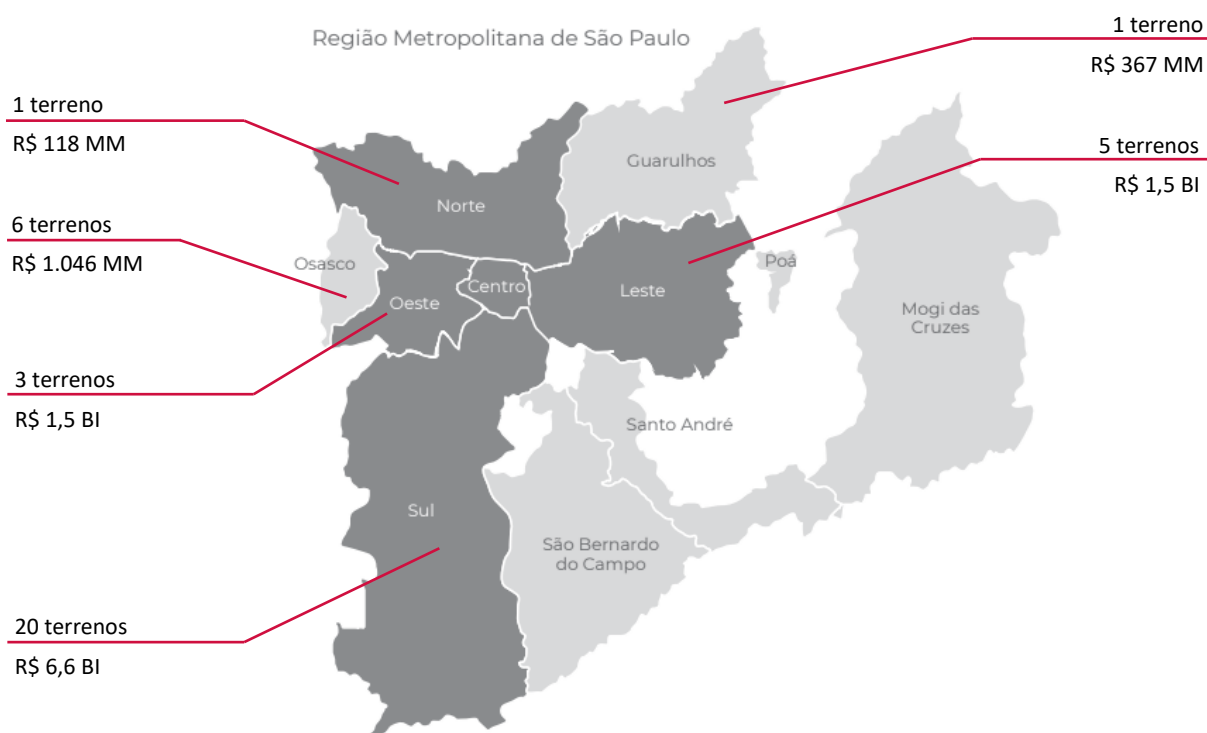 Região Metropolitana de São Paulo
1 terreno
R$ 367 MM
1 terreno
R$ 118 MM
5 terrenos
R$ 1,5 BI
Guarulhos
Norte
6 terrenos
R$ 1.046 MM
Osasco
Oeste
Centro
Leste
Poá
Mogi das
Cruzes
3 terrenos
R$ 1,5 BI
Santo André
Sul
São Bernardo
do Campo
20 terrenos
R$ 6,6 BI